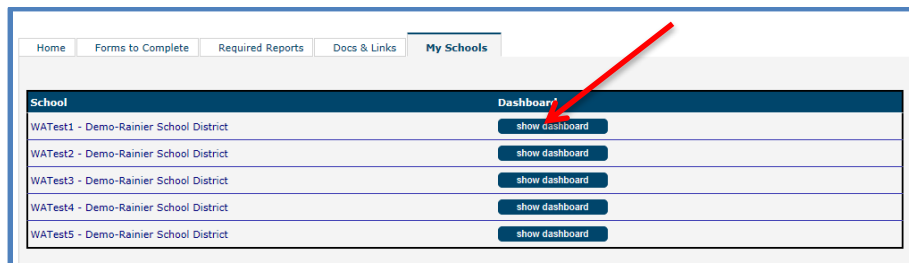 Home Forms to Complete Required Reports Docs & Links My Schools
School Dashboard
WATest1 - Demo-Rainier School District show dashboard
WATest2 - Demo-Rainier School District show dashboard
WATest3 - Demo-Rainier School District show dashboard
WATest4 - Demo-Rainier School District show dashboard
WATest5 - Demo-Rainier School District show dashboard